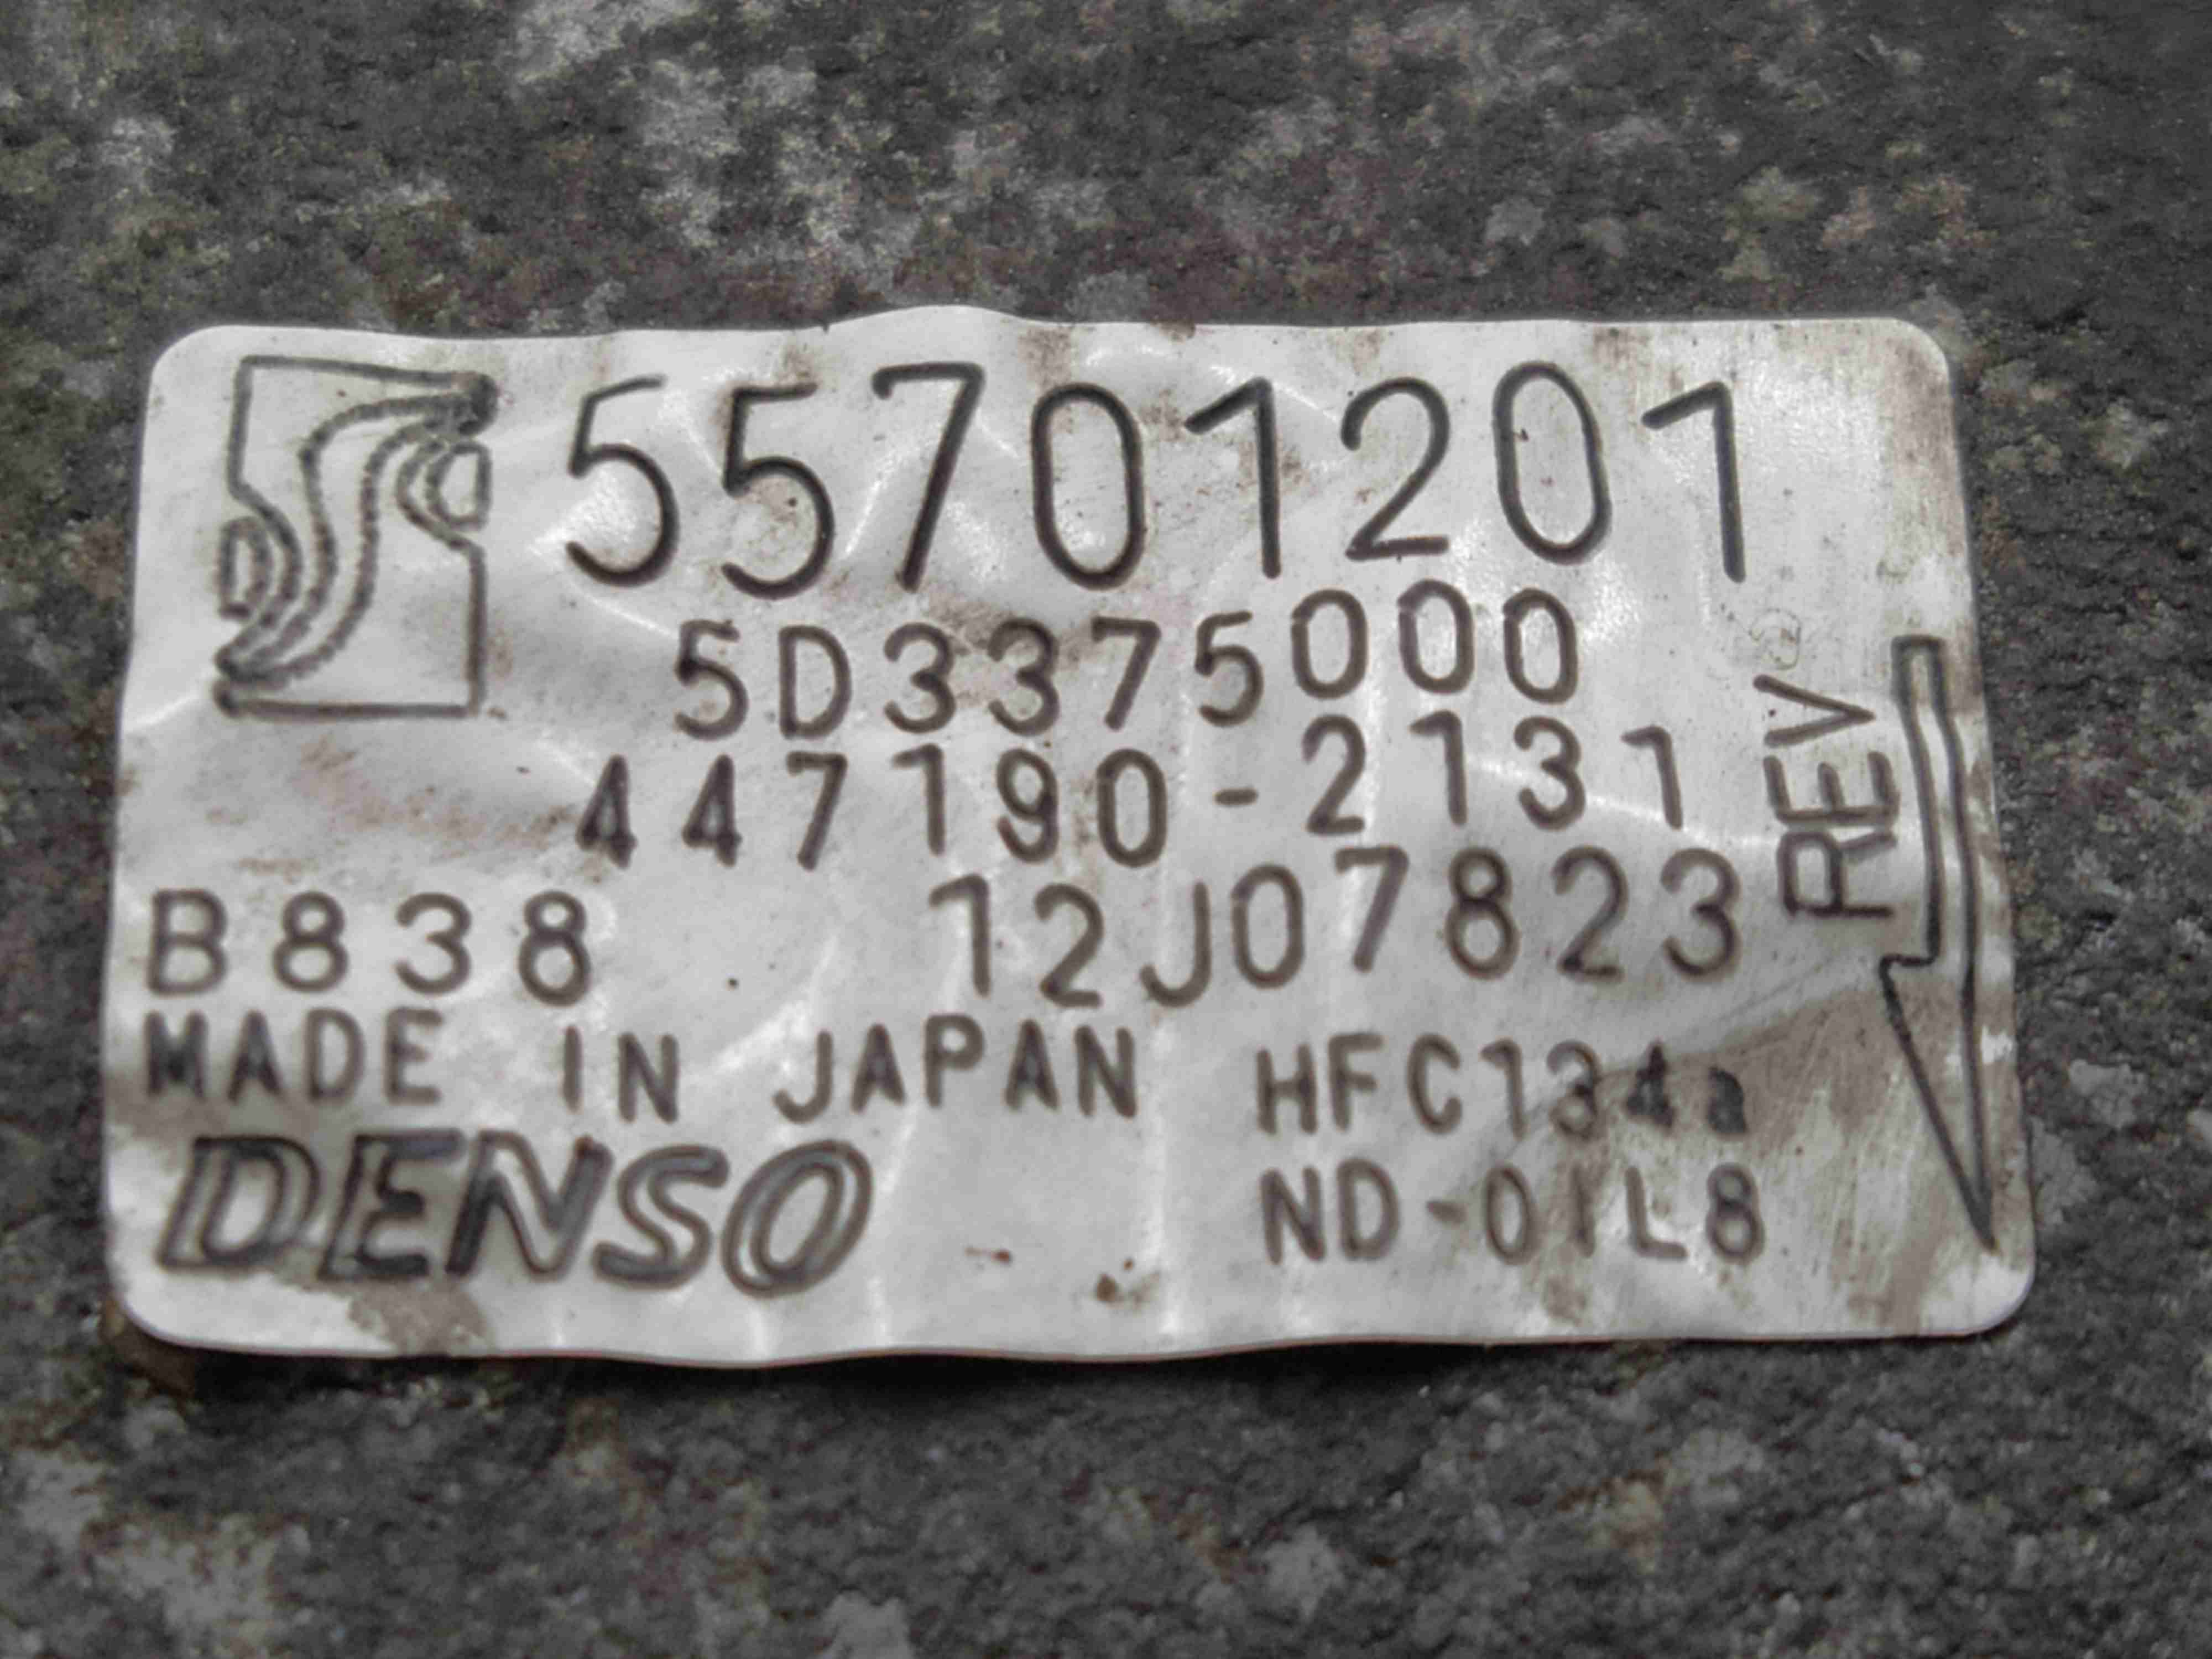 55701201
5D3375000
447190-2131
B838 12J07823
MADE IN JAPAN HFC134a
DENSO ND-OIL8
REV